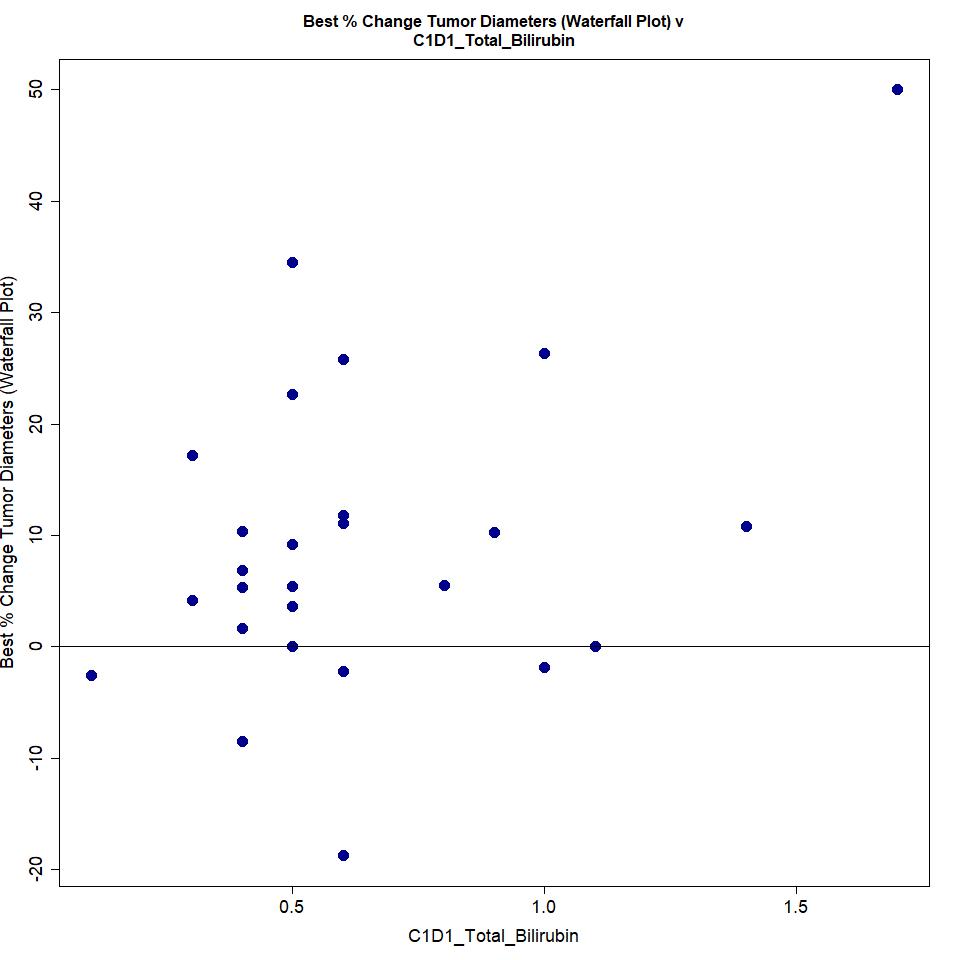 Best % Change Tumor Diameters (Waterfall Plot) v
C1D1_Total_Bilirubin
Best % Change Tumor Diameters (Waterfall Plot)
50
40
30
20
10
0
-10
-20
0.5
1.0
1.5
C1D1_Total_Bilirubin